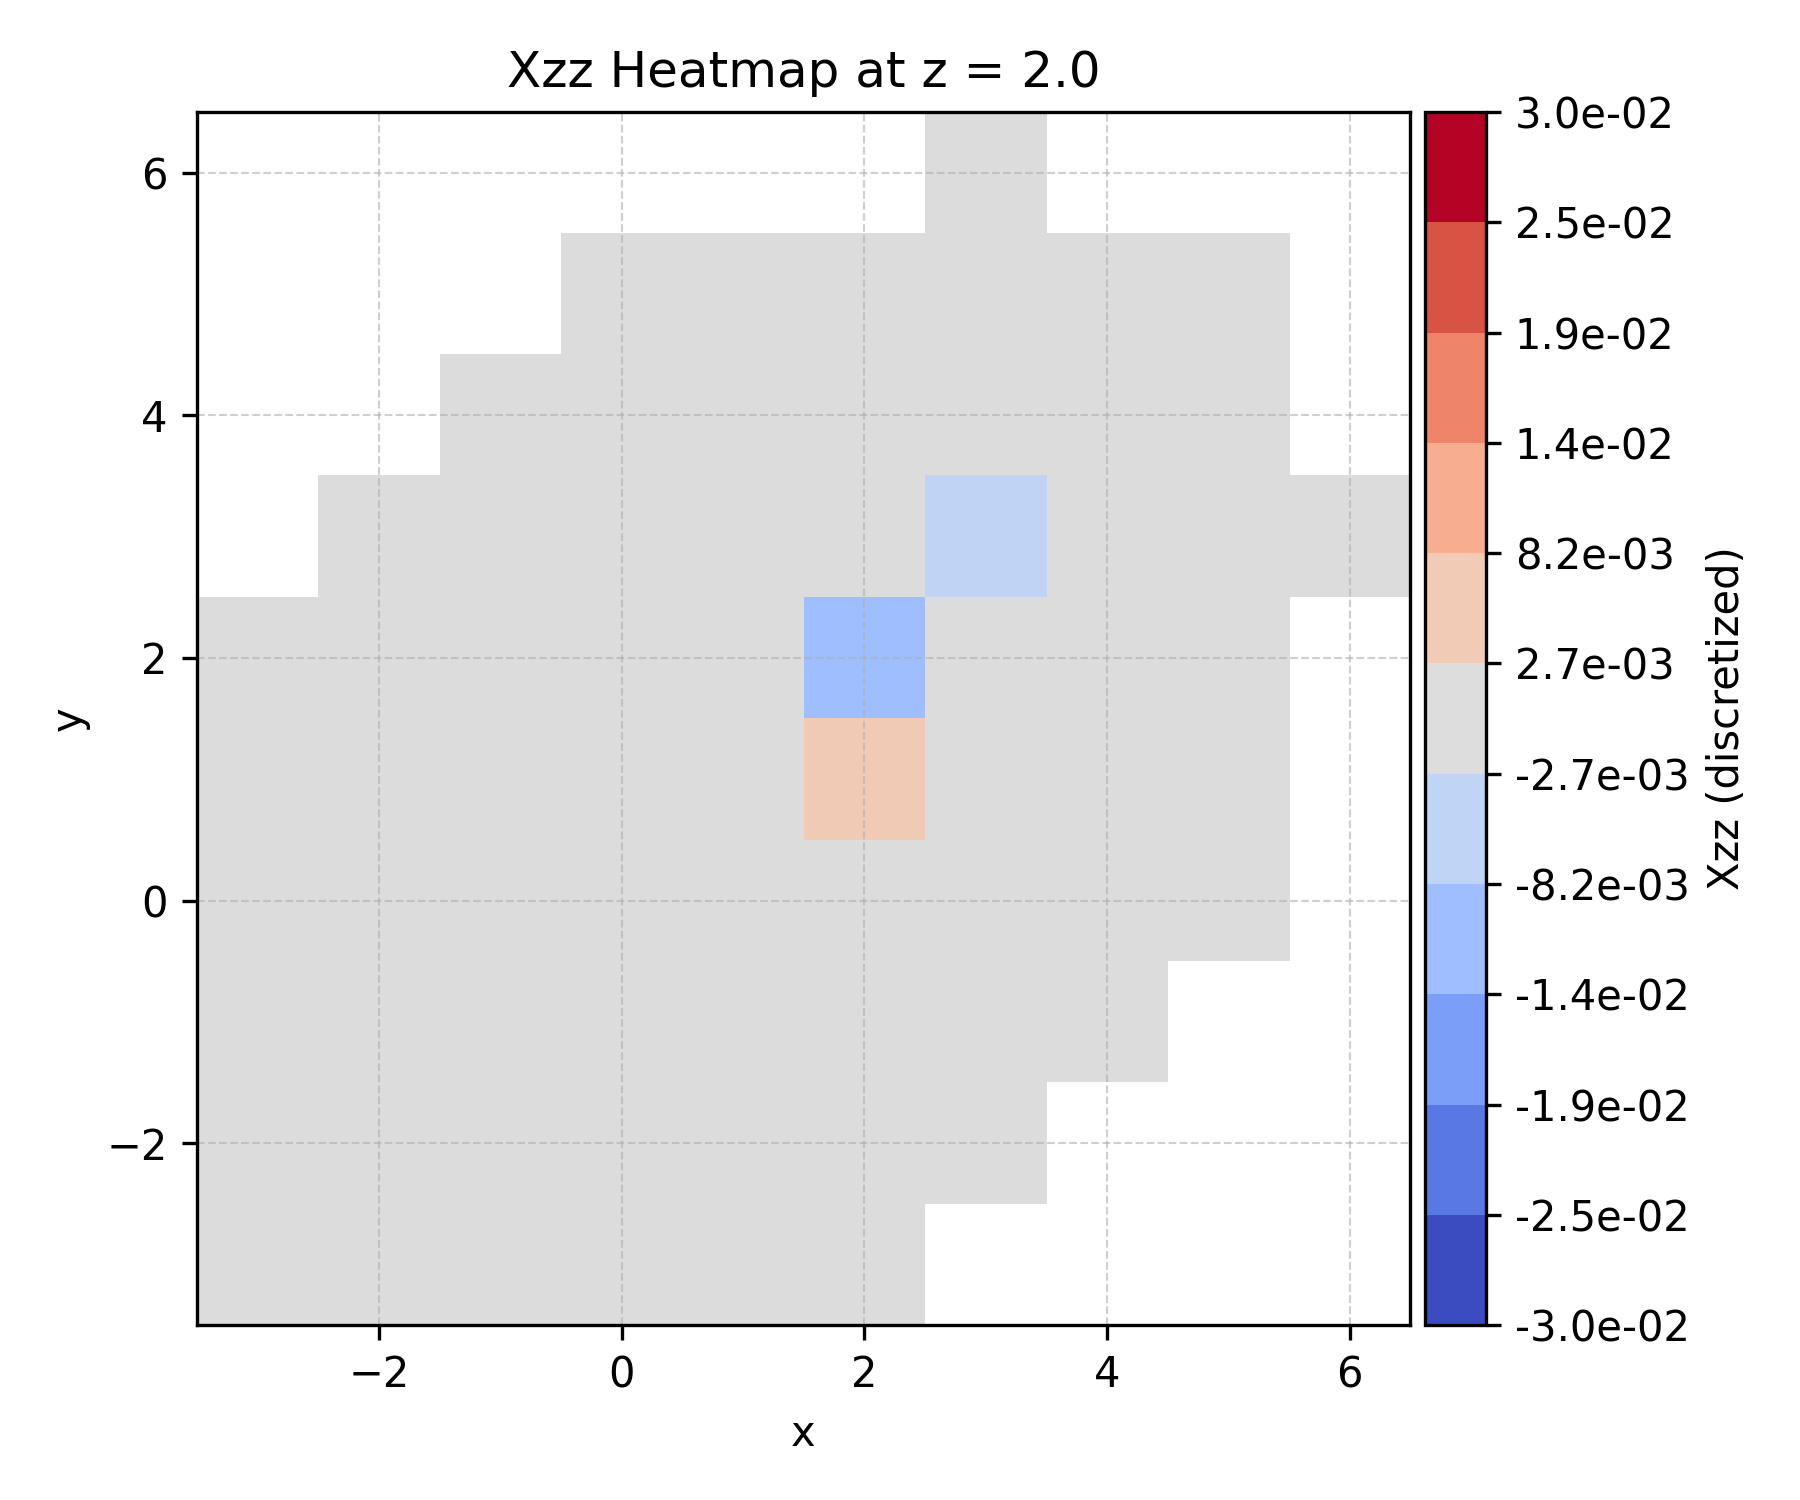 Xzz Heatmap at z = 2.0
6
4
2
0
−2
y
−2 0 2 4 6
x
3.0e-02
2.5e-02
1.9e-02
1.4e-02
8.2e-03
2.7e-03
-2.7e-03
-8.2e-03
-1.4e-02
-1.9e-02
-2.5e-02
-3.0e-02
Xzz (discretized)